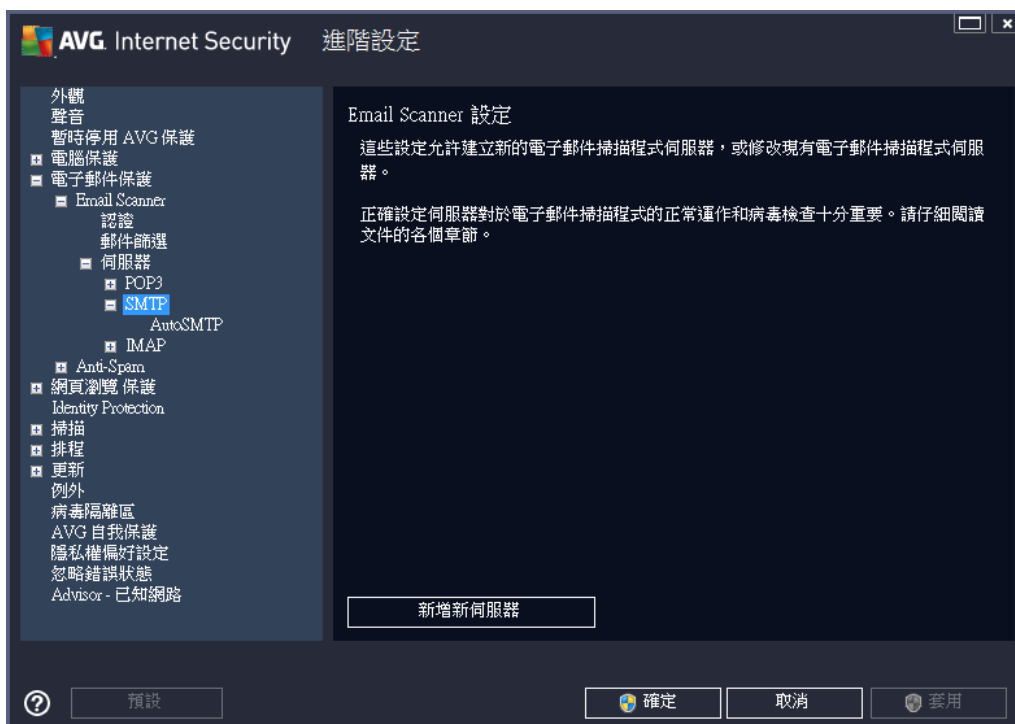 AVG. Internet Security 進階設定
外觀
聲音
暫時停用 AVG 保護
電腦保護
電子郵件保護
Email Scanner
認證
郵件篩選
伺服器
POP3
SMTP
AutoSMTP
IMAP
Anti-Spam
網頁瀏覽 保護
Identity Protection
掃描
排程
更新
例外
病毒隔離區
AVG 自我保護
隱私權偏好設定
忽略錯誤狀態
Advisor - 已知網路
Email Scanner 設定
這些設定允許建立新的電子郵件掃描程式伺服器，或修改現有電子郵件掃描程式伺服
器。
正確設定伺服器對於電子郵件掃描程式的正常運作和病毒檢查十分重要。請仔細閱讀
文件的各個章節。
新增新伺服器
預設
確定
取消
套用